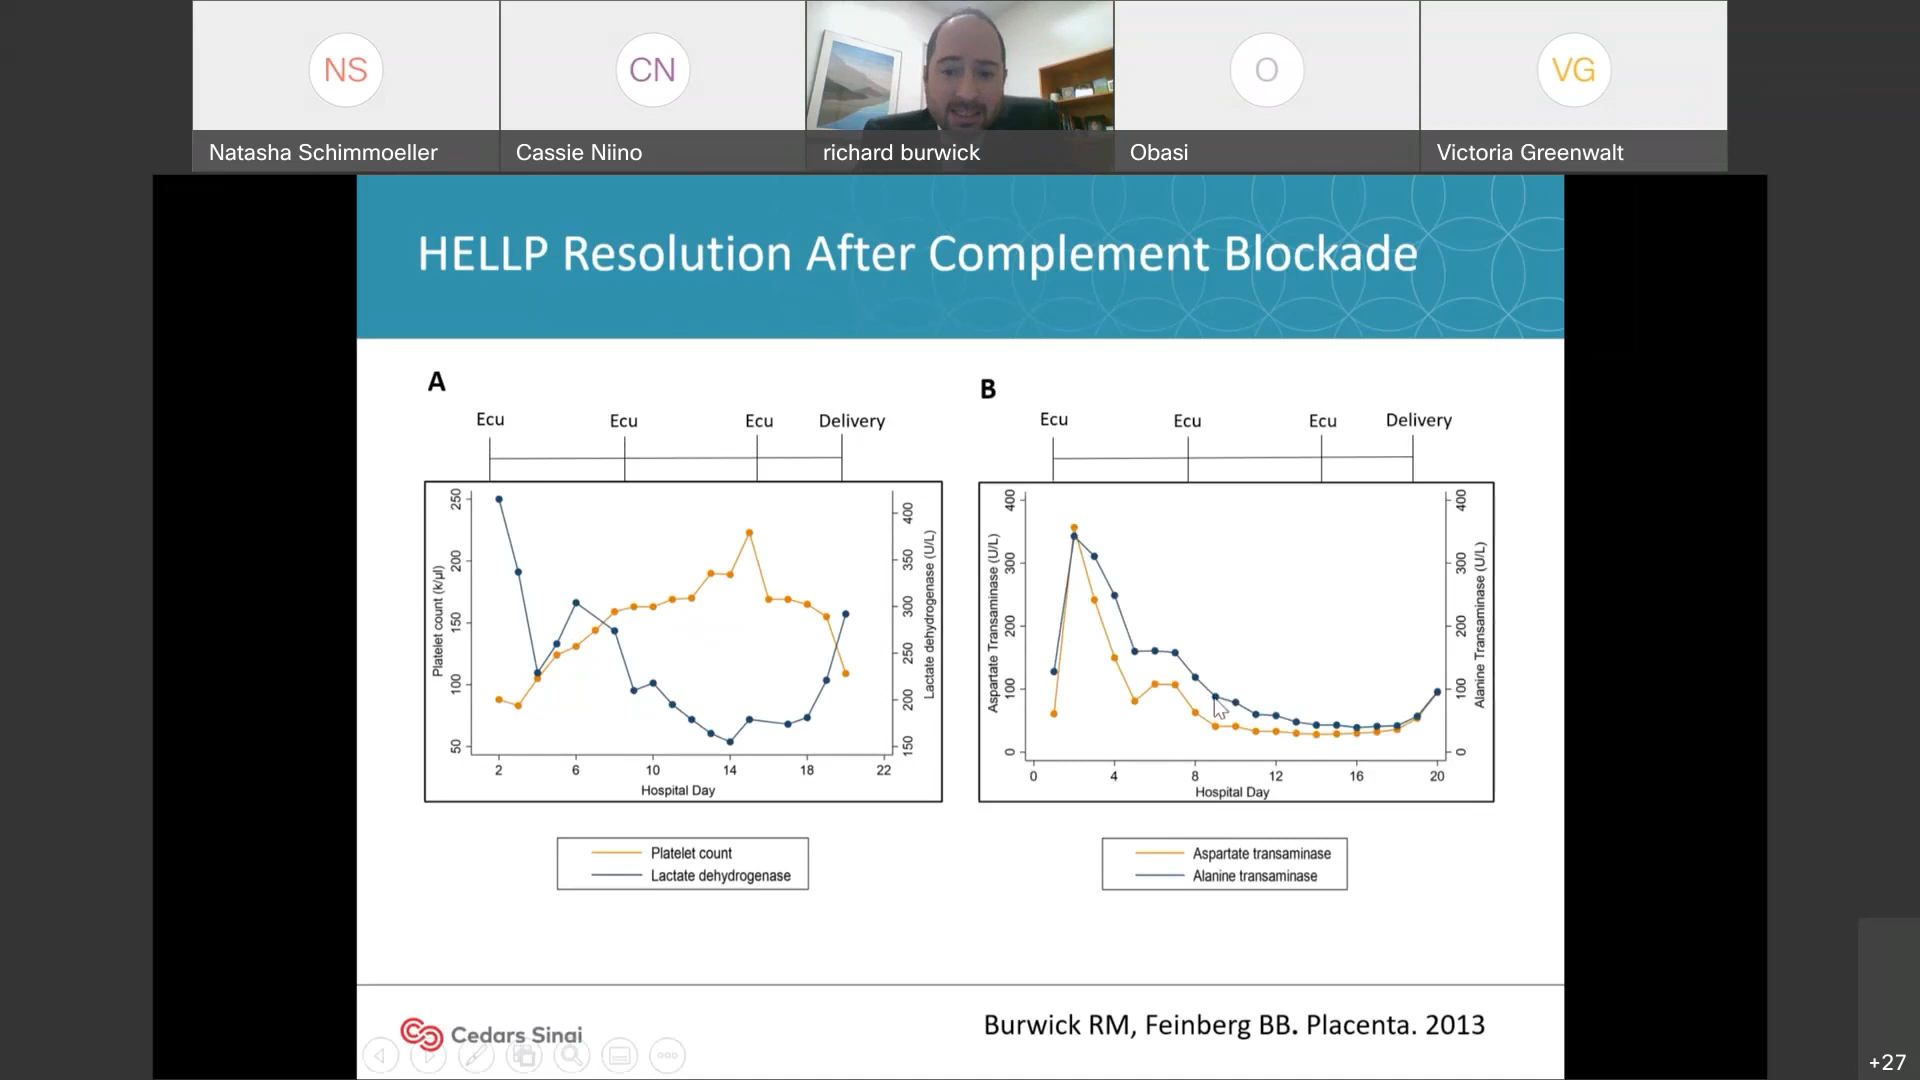 NS
CN
O
VG
Natasha Schimmoeller
Cassie Niino
richard burwick
Obasi
Victoria Greenwalt
HELLP Resolution After Complement Blockade
A
Ecu
Ecu
Ecu
Delivery
Platelet count (k/µl)
50
100
150
200
250
150
200
250
300
350
400
Lactate dehydrogenase (U/L)
2
6
10
14
18
22
Hospital Day
Platelet count
Lactate dehydrogenase
B
Ecu
Ecu
Ecu
Delivery
Aspartate Transaminase (U/L)
0
100
200
300
400
0
100
200
300
400
Alanine Transaminase (U/L)
0
4
8
12
16
20
Hospital Day
Aspartate transaminase
Alanine transaminase
Cedars Sinai
Burwick RM, Feinberg BB. Placenta. 2013
+27